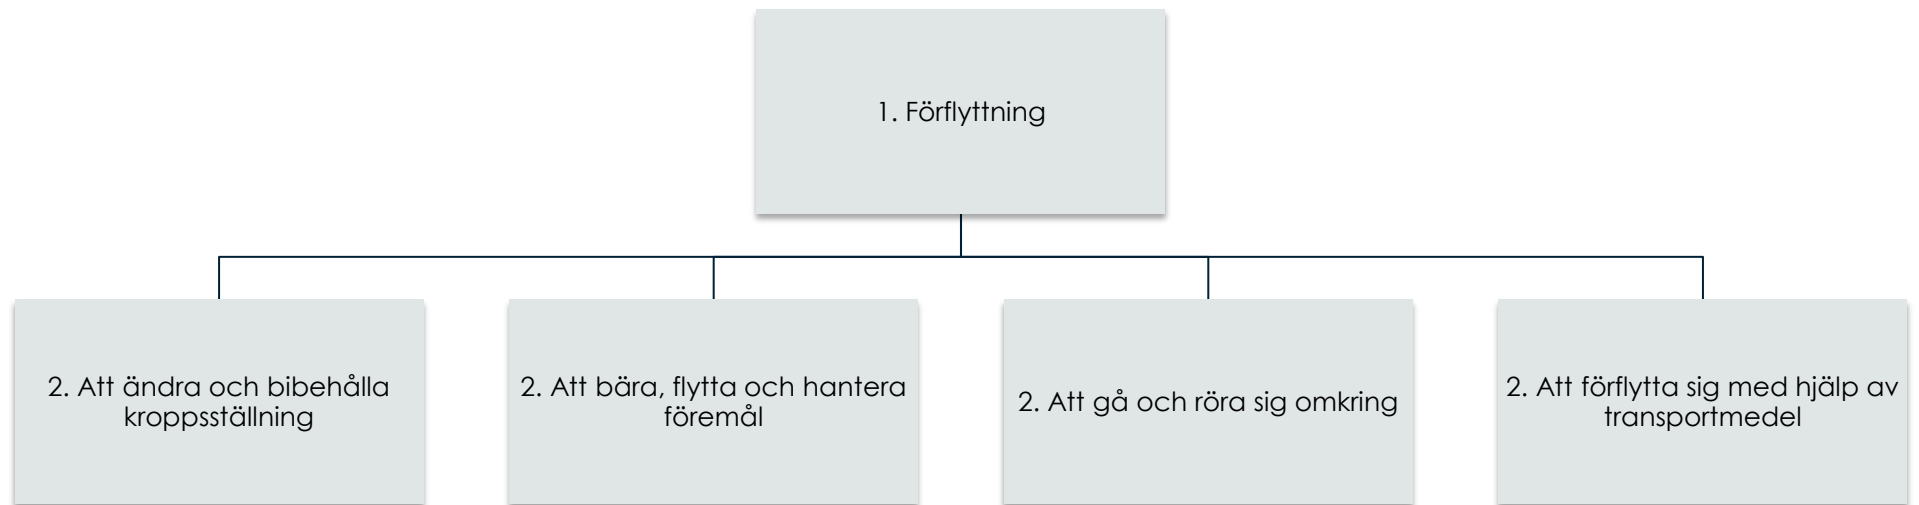 1. Förflyttning
2. Att ändra och bibehålla
kroppsställning
2. Att bära, flytta och hantera
föremål
2. Att gå och röra sig omkring
2. Att förflytta sig med hjälp av
transportmedel